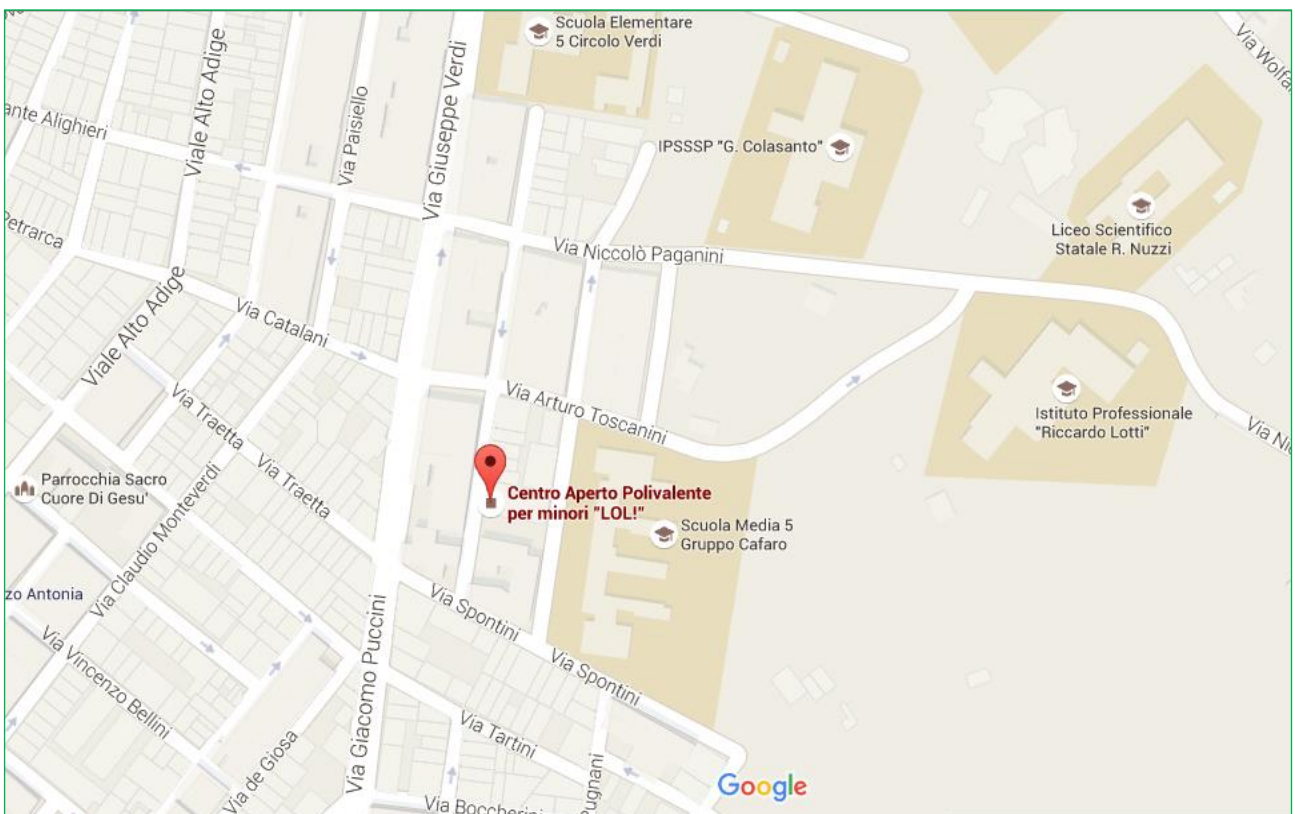 Scuola Elementare
5 Circolo Verdi
Via Wolfa
Viale Alto Adige
Via Paisiello
Via Giuseppe Verdi
ante Alighieri
IPSSSP "G. Colasanto"
Liceo Scientifico
Statale R. Nuzzi
etrarca
Via Niccolò Paganini
Viale Alto Adige
Via Catalani
Via Arturo Toscanini
Istituto Professionale
"Riccardo Lotti"
Via Nic
Via Traetta
Via Traetta
Parrocchia Sacro
Cuore Di Gesu'
Centro Aperto Polivalente
per minori "LOL!"
Scuola Media 5
Gruppo Cafaro
Via Claudio Monteverdi
zo Antonia
Via Spontini
Via Spontini
Via Vincenzo Bellini
Via Giacomo Puccini
Via Tartini
Via de Giosa
Pugnani
Via Boccherini
Google